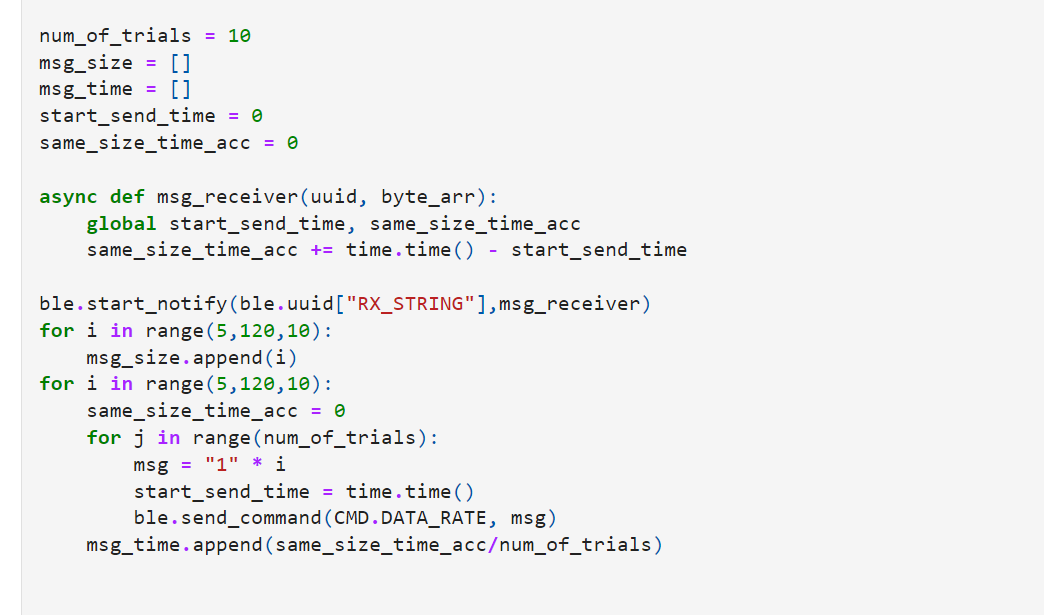 num_of_trials = 10
msg_size = []
msg_time = []
start_send_time = 0
same_size_time_acc = 0
async def msg_receiver(uuid, byte_arr):
    global start_send_time, same_size_time_acc
    same_size_time_acc += time.time() - start_send_time
ble.start_notify(ble.uuid["RX_STRING"],msg_receiver)
for i in range(5,120,10):
    msg_size.append(i)
for i in range(5,120,10):
    same_size_time_acc = 0
    for j in range(num_of_trials):
        msg = "1" * i
        start_send_time = time.time()
        ble.send_command(CMD.DATA_RATE, msg)
    msg_time.append(same_size_time_acc/num_of_trials)